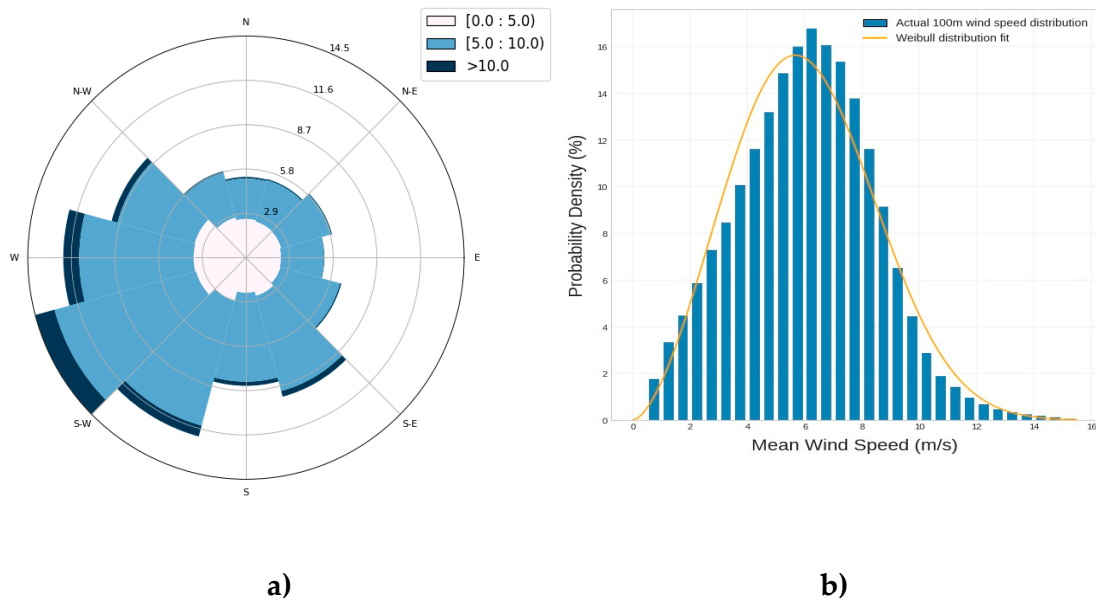 [0.0 : 5.0)
[5.0 : 10.0)
>10.0
N
14.5
N-W
N-E
11.6
8.7
5.8
2.9
W
E
S-W
S-E
S
a)
Actual 100m wind speed distribution
Weibull distribution fit
Probability Density (%)
16
14
12
10
8
6
4
2
0
0 2 4 6 8 10 12 14 16
Mean Wind Speed (m/s)
b)